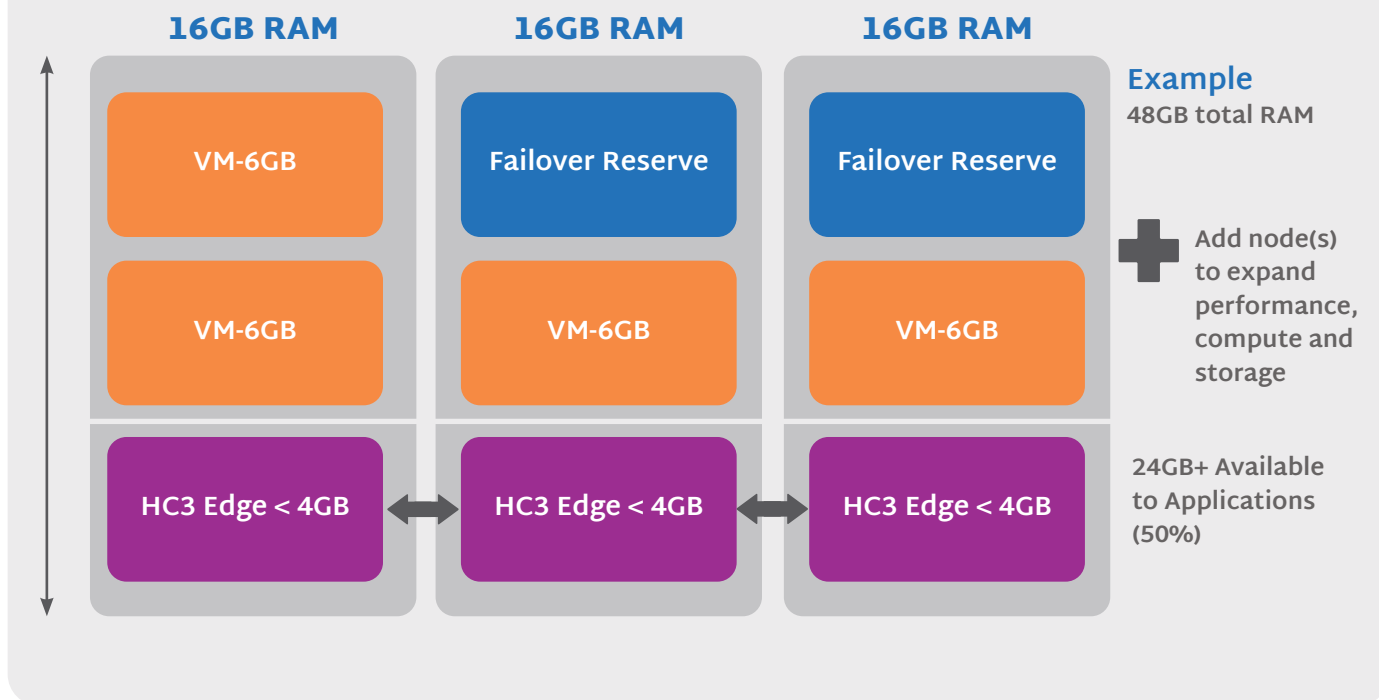 16GB RAM
16GB RAM
16GB RAM
Example
48GB total RAM
VM-6GB
Failover Reserve
Failover Reserve
Add node(s)
to expand
performance,
compute and
storage
VM-6GB
VM-6GB
VM-6GB
HC3 Edge < 4GB
HC3 Edge < 4GB
HC3 Edge < 4GB
24GB+ Available
to Applications
(50%)